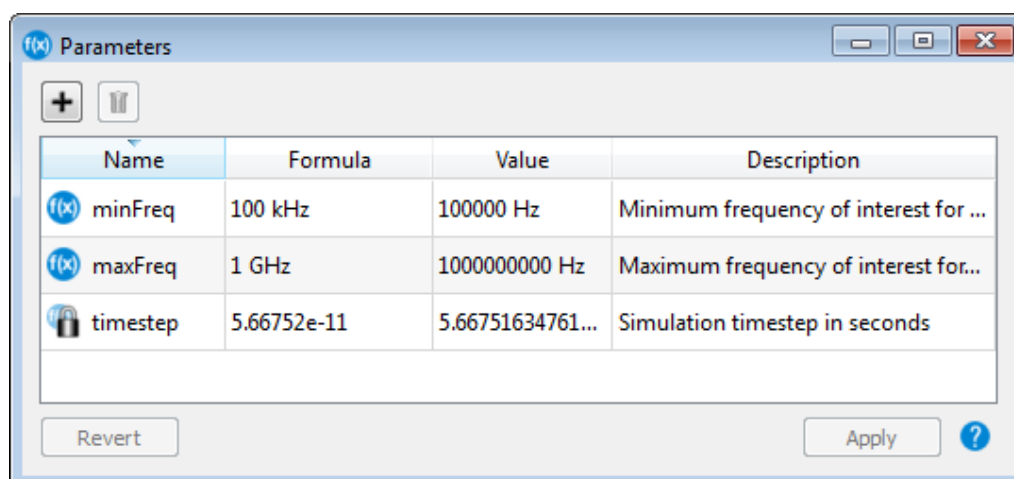 f(x) Parameters
+
Name Formula Value Description
f(x) minFreq 100 kHz 100000 Hz Minimum frequency of interest for ...
f(x) maxFreq 1 GHz 1000000000 Hz Maximum frequency of interest for...
timestep 5.66752e-11 5.66751634761... Simulation timestep in seconds
Revert Apply ?